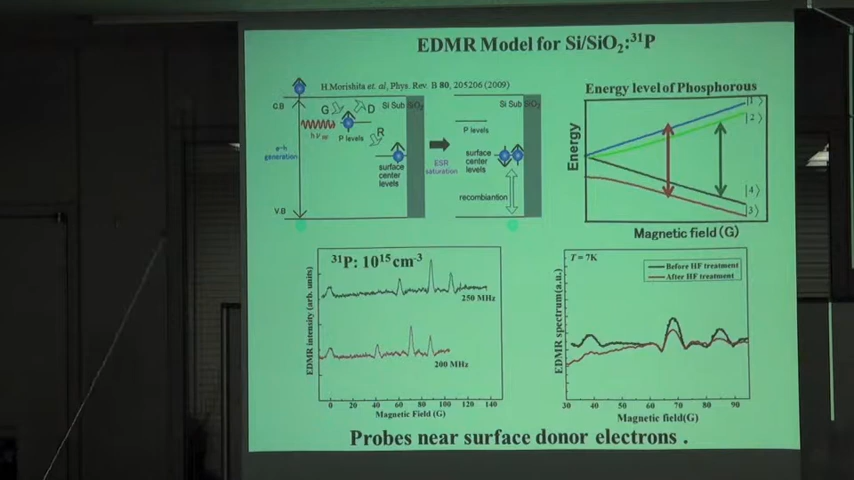 EDMR Model for Si/SiO₂:³¹P
H.Morishita et. al, Phys. Rev. B 80, 205206 (2009)
C.B
G
D
Si Sub
SiO₂
P levels
R
e-h
generation
surface
center
levels
V.B
ESR
saturation
Si Sub
SiO₂
P levels
surface
center
levels
recombiantion
Energy level of Phosphorous
Energy
|1⟩
|2⟩
|4⟩
3⟩
Magnetic field (G)
³¹P: 10¹⁵cm⁻³
EDMR intensity (arb. units)
250 MHz
200 MHz
0 20 40 60 80 100 120 140
Magnetic Field (G)
T = 7K
Before HF treatment
After HF treatment
EDMR spectrum(a.u.)
30 40 50 60 70 80 90
Magnetic field(G)
Probes near surface donor electrons .